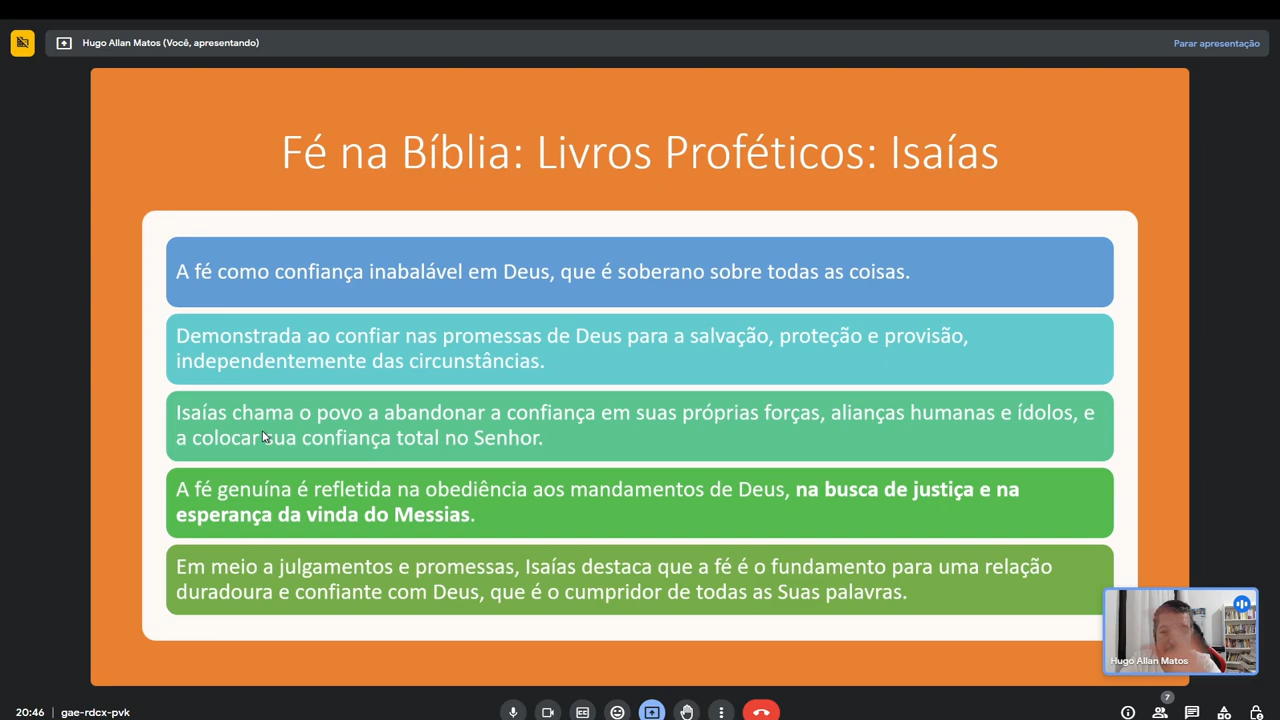 Hugo Allan Matos (Você, apresentando)
Parar apresentação
Fé na Bíblia: Livros Proféticos: Isaías
A fé como confiança inabalável em Deus, que é soberano sobre todas as coisas.
Demonstrada ao confiar nas promessas de Deus para a salvação, proteção e provisão,
independentemente das circunstâncias.
Isaías chama o povo a abandonar a confiança em suas próprias forças, alianças humanas e ídolos, e
a colocar sua confiança total no Senhor.
A fé genuína é refletida na obediência aos mandamentos de Deus, na busca de justiça e na
esperança da vinda do Messias.
Em meio a julgamentos e promessas, Isaías destaca que a fé é o fundamento para uma relação
duradoura e confiante com Deus, que é o cumpridor de todas as Suas palavras.
Hugo Allan Matos
7
20:46 | gae-rdcx-pvk